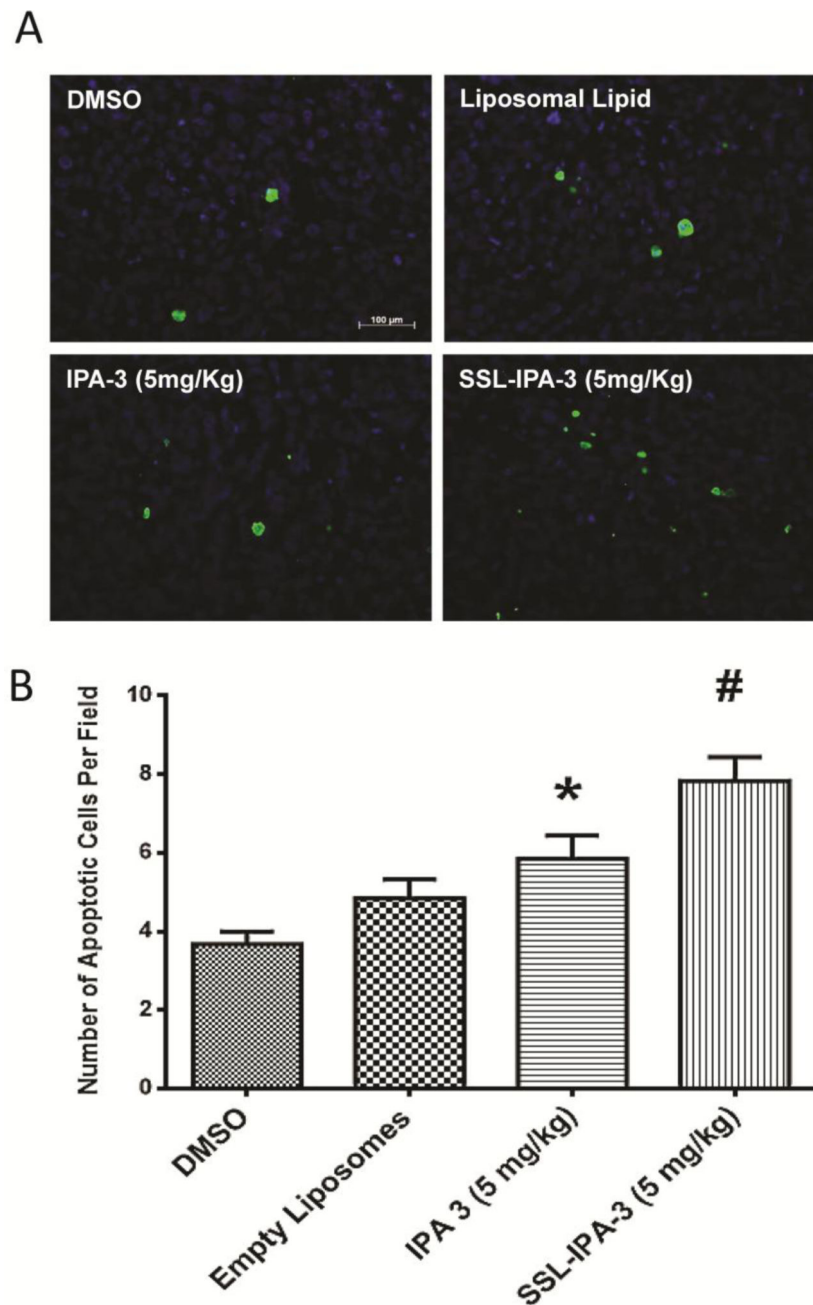 A
DMSO
Liposomal Lipid
100 µm
IPA-3 (5mg/Kg)
SSL-IPA-3 (5mg/Kg)
B
Number of Apoptotic Cells Per Field
10
8
6
4
2
0
*
#
DMSO
Empty Liposomes
IPA 3 (5 mg/kg)
SSL-IPA-3 (5 mg/kg)